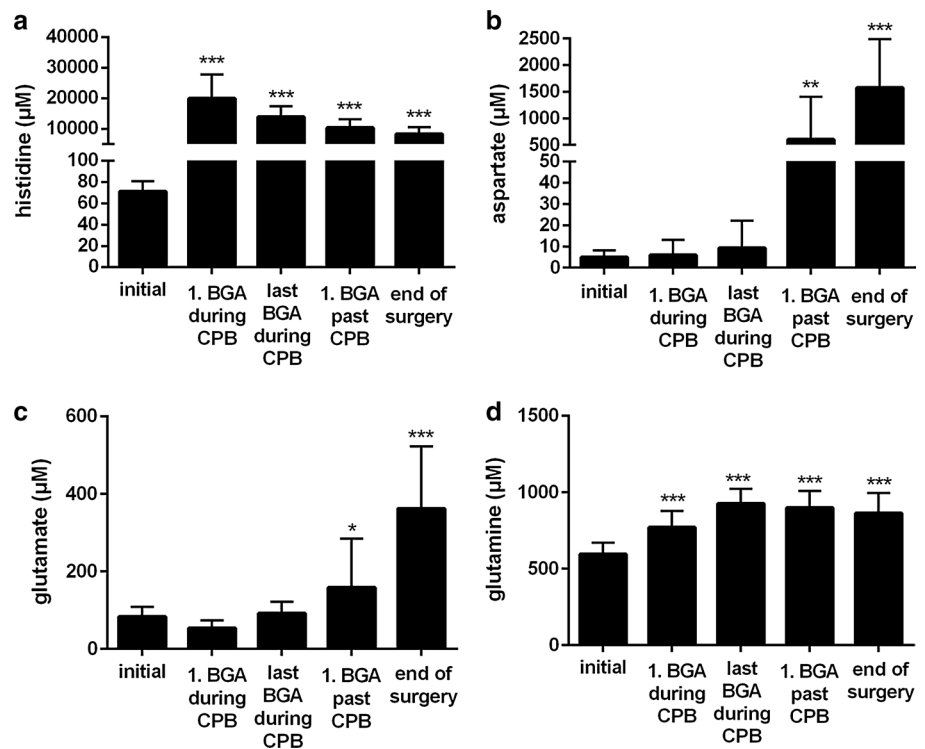 a
histidine (µM)
40000
30000
20000
10000
100
80
60
40
20
0
***
***
***
***
initial
1. BGA
during
CPB
last
BGA
during
CPB
1. BGA
past
CPB
end of
surgery
b
aspartate (µM)
2500
2000
1500
1000
500
50
40
30
20
10
0
**
***
initial
1. BGA
during
CPB
last
BGA
during
CPB
1. BGA
past
CPB
end of
surgery
c
glutamate (µM)
600
400
200
0
*
***
initial
1. BGA
during
CPB
last
BGA
during
CPB
1. BGA
past
CPB
end of
surgery
d
glutamine (µM)
1500
1000
500
0
***
***
***
***
initial
1. BGA
during
CPB
last
BGA
during
CPB
1. BGA
past
CPB
end of
surgery